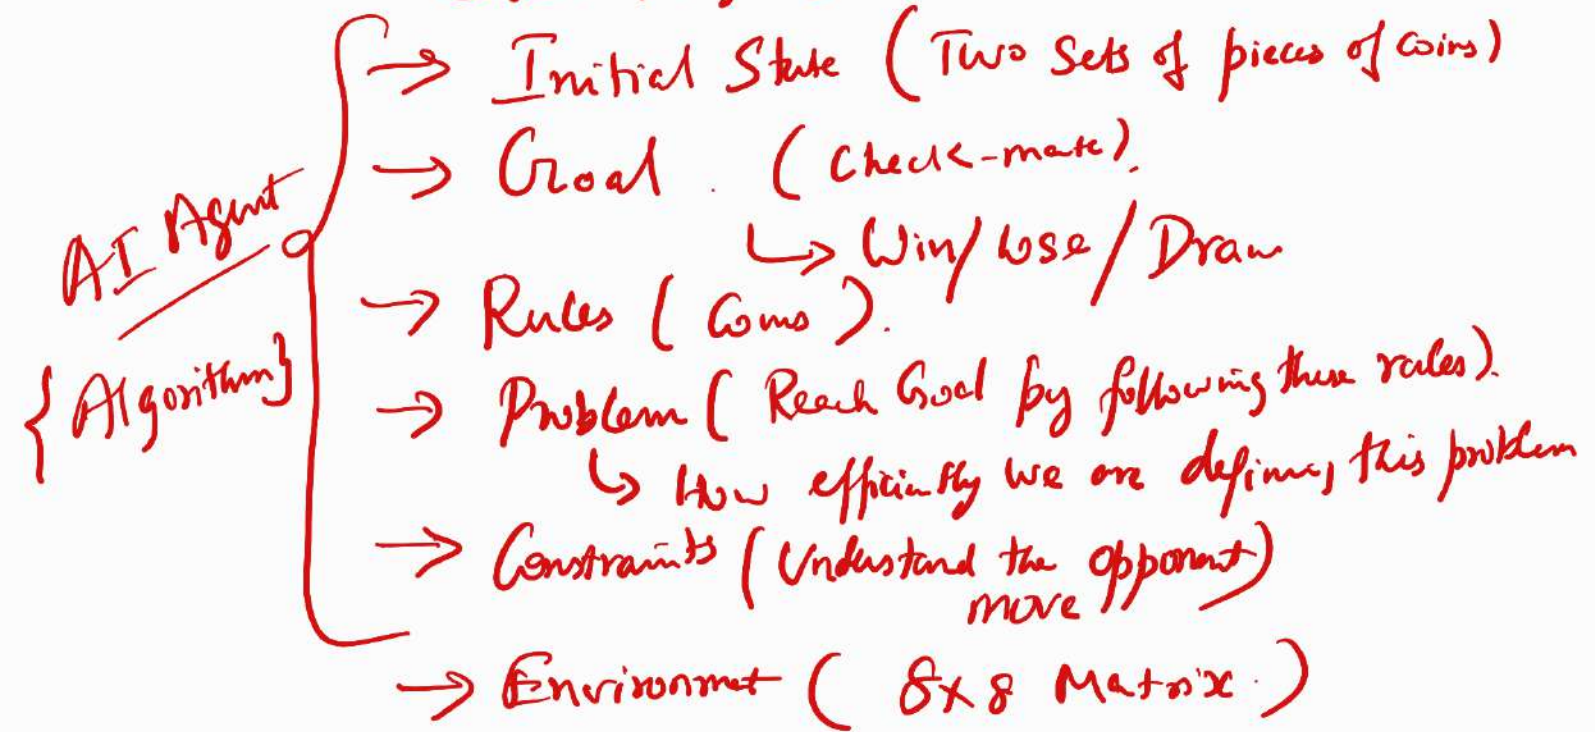 → Initial State (Two Sets of pieces of coins)
→ Goal. (Check-mate).
↳ Win/Lose/Draw
AI Agent
→ Rules (Coins).
{Algorithm}
→ Problem (Reach Goal by following these rules).
↳ How efficiently we are defining this problem
→ Constraints (Understand the opponent
move)
→ Environmet (8x8 Matrix.)